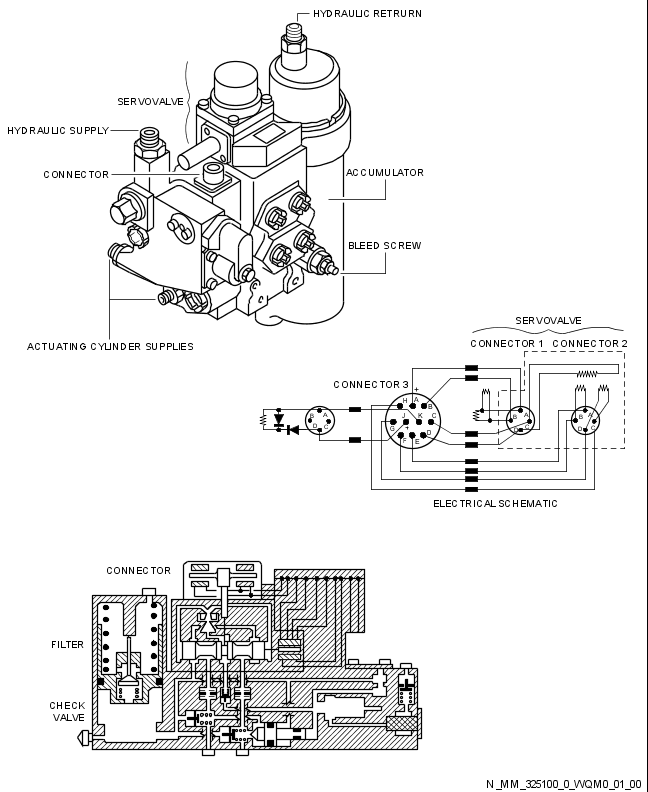 HYDRAULIC RETRURN
SERVOVALVE
HYDRAULIC SUPPLY
CONNECTOR
ACCUMULATOR
BLEED SCREW
ACTUATING CYLINDER SUPPLIES
SERVOVALVE
CONNECTOR 1 CONNECTOR 2
CONNECTOR 3
+
H A B
J K C
G + D
F E
B A
D C
B A
D C
B A
D C
ELECTRICAL SCHEMATIC
CONNECTOR
FILTER
CHECK
VALVE
N_MM_325100_0_WQM0_01_00